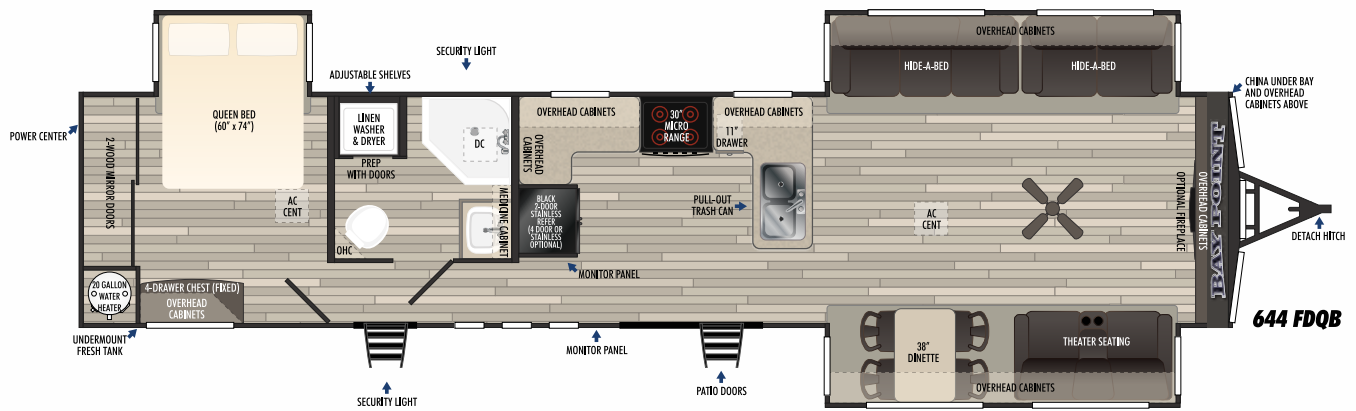 OVERHEAD CABINETS
HIDE-A-BED
HIDE-A-BED
SECURITY LIGHT
ADJUSTABLE SHELVES
CHINA UNDER BAY
AND OVERHEAD
CABINETS ABOVE
POWER CENTER
2-WOOD MIRROR DOORS
QUEEN BED
(60" x 74")
LINEN
WASHER
& DRYER
PREP
WITH DOORS
DC
OVERHEAD CABINETS
OVERHEAD
CABINETS
30"
MICRO
RANGE
OVERHEAD CABINETS
11"
DRAWER
AC
CENT
OHC
MEDICINE CABINET
BLACK
2-DOOR
STAINLESS
REFER
(4 DOOR OR
STAINLESS
OPTIONAL)
PULL-OUT
TRASH CAN
AC
CENT
OPTIONAL FIREPLACE
OVERHEAD CABINETS
BAY POINT
DETACH HITCH
MONITOR PANEL
20 GALLON
WATER
HEATER
4-DRAWER CHEST (FIXED)
OVERHEAD
CABINETS
UNDERMOUNT
FRESH TANK
MONITOR PANEL
38"
DINETTE
THEATER SEATING
OVERHEAD CABINETS
644 FDQB
SECURITY LIGHT
PATIO DOORS